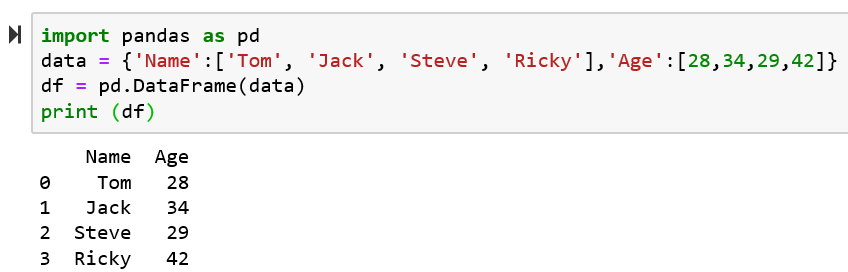 import pandas as pd
data = {'Name':['Tom', 'Jack', 'Steve', 'Ricky'],'Age':[28,34,29,42]}
df = pd.DataFrame(data)
print (df)
    Name  Age
0    Tom   28
1   Jack   34
2  Steve   29
3  Ricky   42